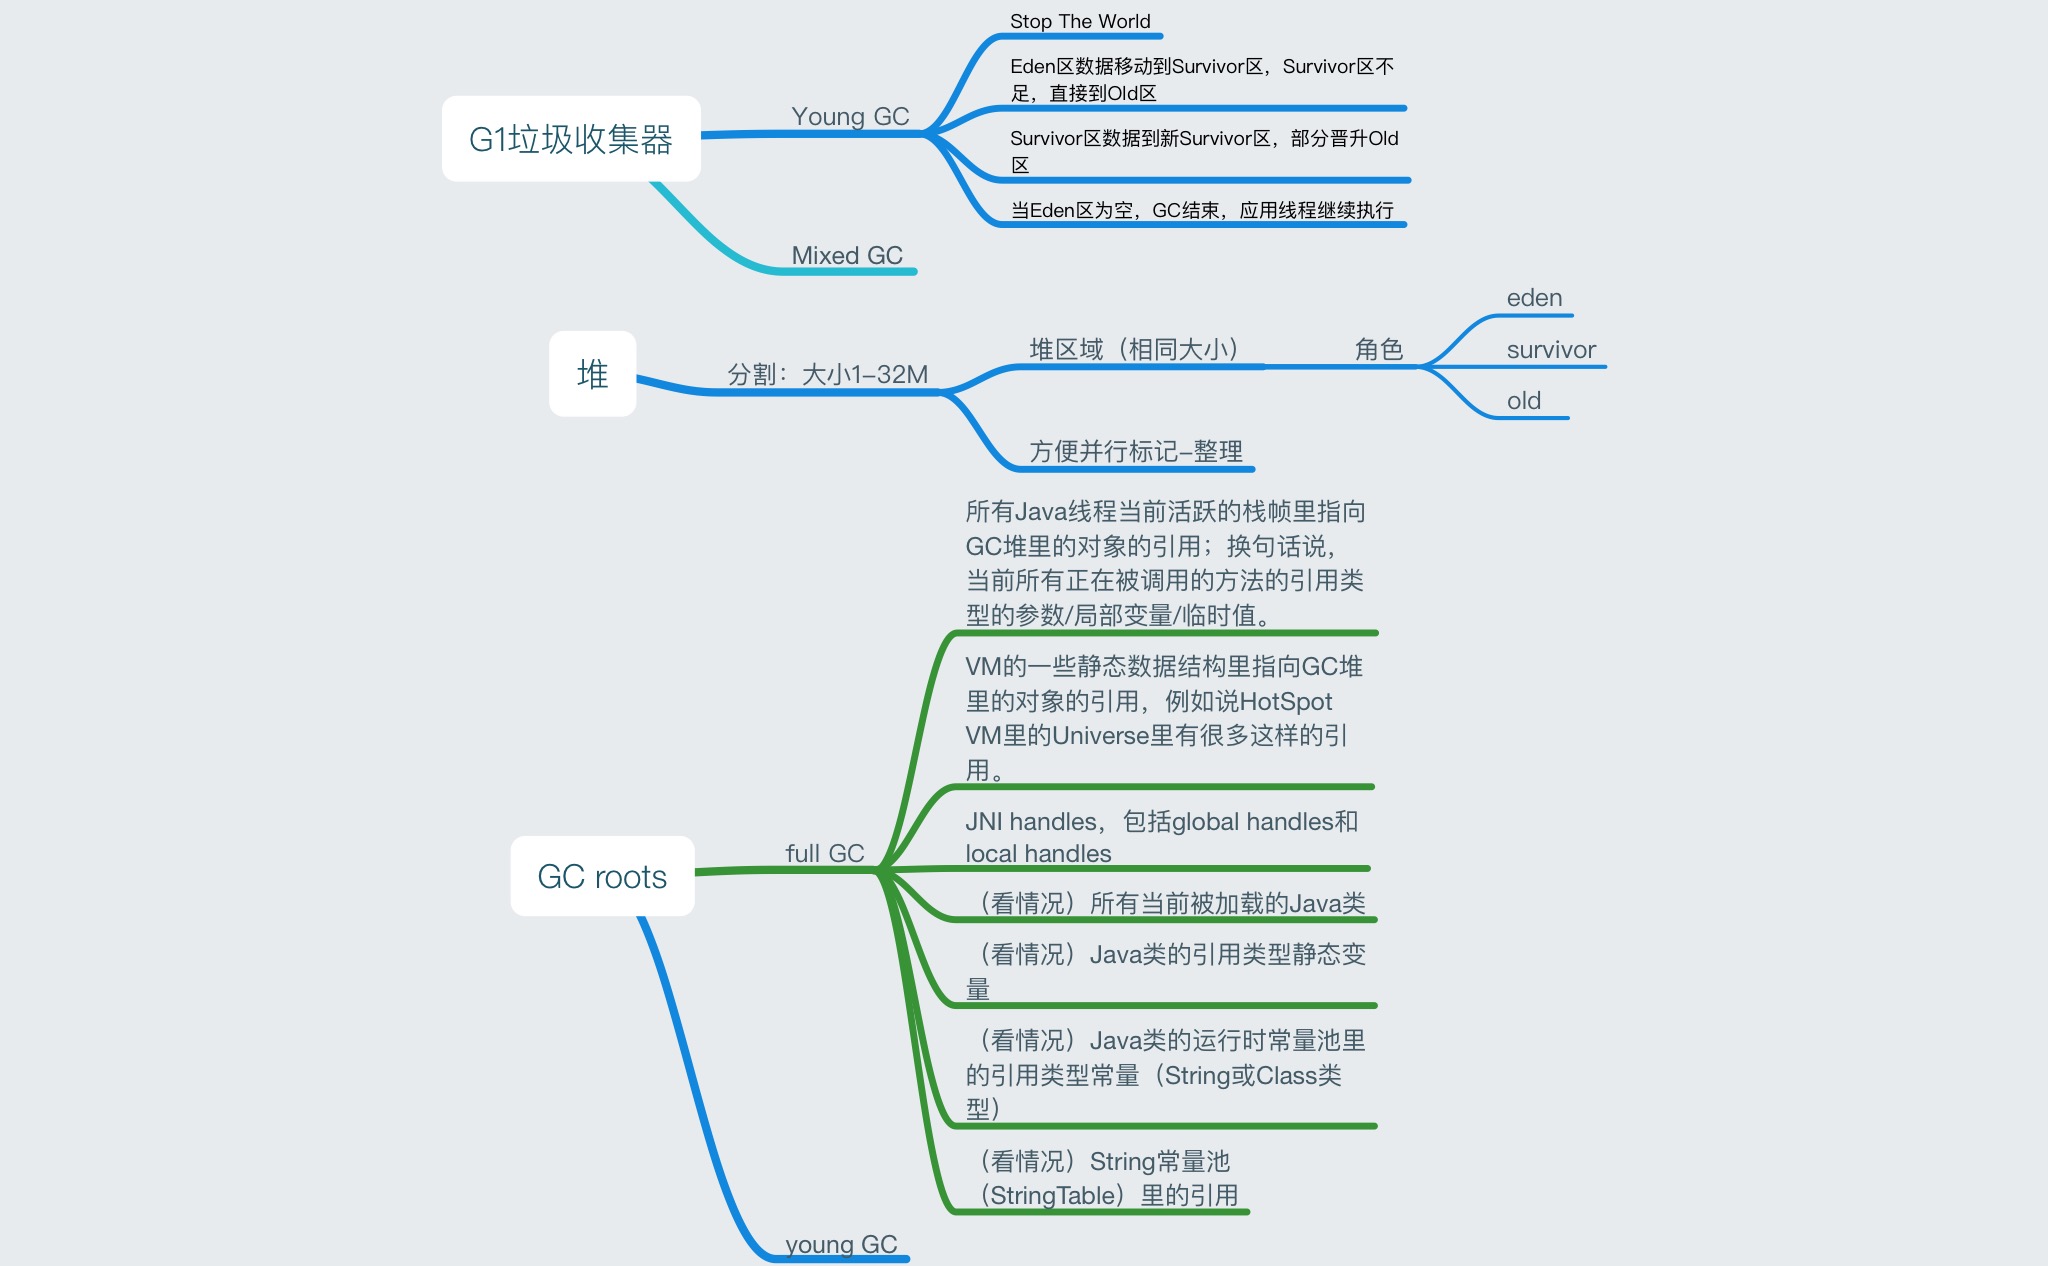 G1垃圾收集器
Young GC
Stop The World
Eden区数据移动到Survivor区，Survivor区不
足，直接到Old区
Survivor区数据到新Survivor区，部分晋升Old
区
当Eden区为空，GC结束，应用线程继续执行
Mixed GC
堆
分割：大小1-32M
堆区域（相同大小）
角色
eden
survivor
old
方便并行标记-整理
GC roots
full GC
所有Java线程当前活跃的栈帧里指向
GC堆里的对象的引用；换句话说，
当前所有正在被调用的方法的引用类
型的参数/局部变量/临时值。
VM的一些静态数据结构里指向GC堆
里的对象的引用，例如说HotSpot
VM里的Universe里有很多这样的引
用。
JNI handles，包括global handles和
local handles
（看情况）所有当前被加载的Java类
（看情况）Java类的引用类型静态变
量
（看情况）Java类的运行时常量池里
的引用类型常量（String或Class类
型）
（看情况）String常量池
（StringTable）里的引用
young GC